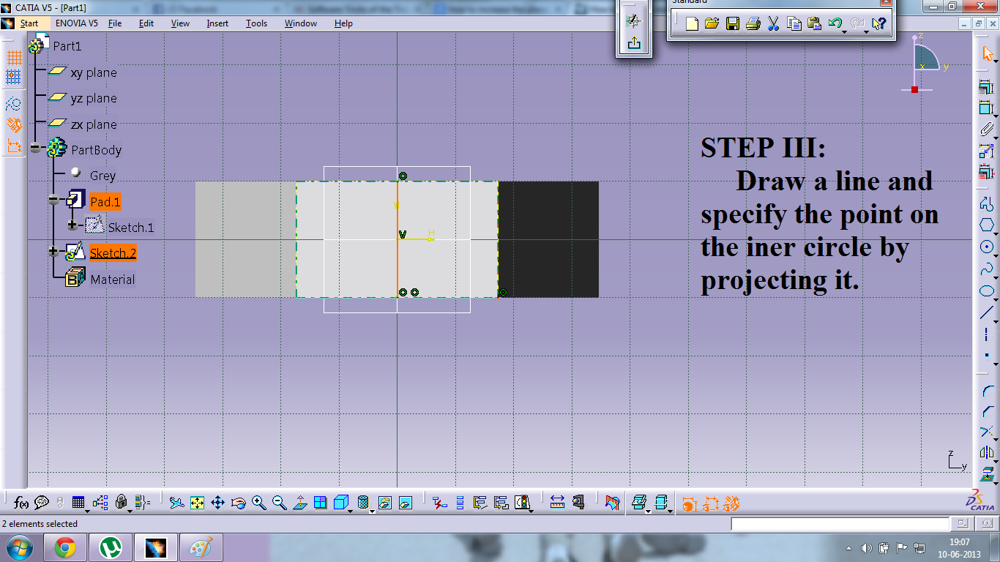 CATIA V5 - [Part1]
Standard
Start ENOVIA V5 File Edit View Insert Tools Window Help
Part1
xy plane
yz plane
zx plane
PartBody
Grey
Pad.1
Sketch.1
Sketch.2
Material
V
V
H
z
x
y
STEP III:
Draw a line and
specify the point on
the iner circle by
projecting it.
z
y
f(x)
CATIA
2 elements selected
19:07
10-06-2013